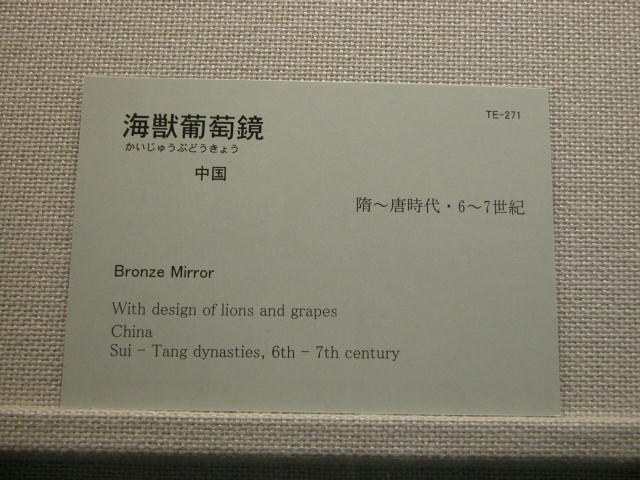 TE-271
海獣葡萄鏡
かいじゅうぶどうきょう
中国
隋～唐時代・6～7世紀
Bronze Mirror
With design of lions and grapes
China
Sui - Tang dynasties, 6th - 7th century